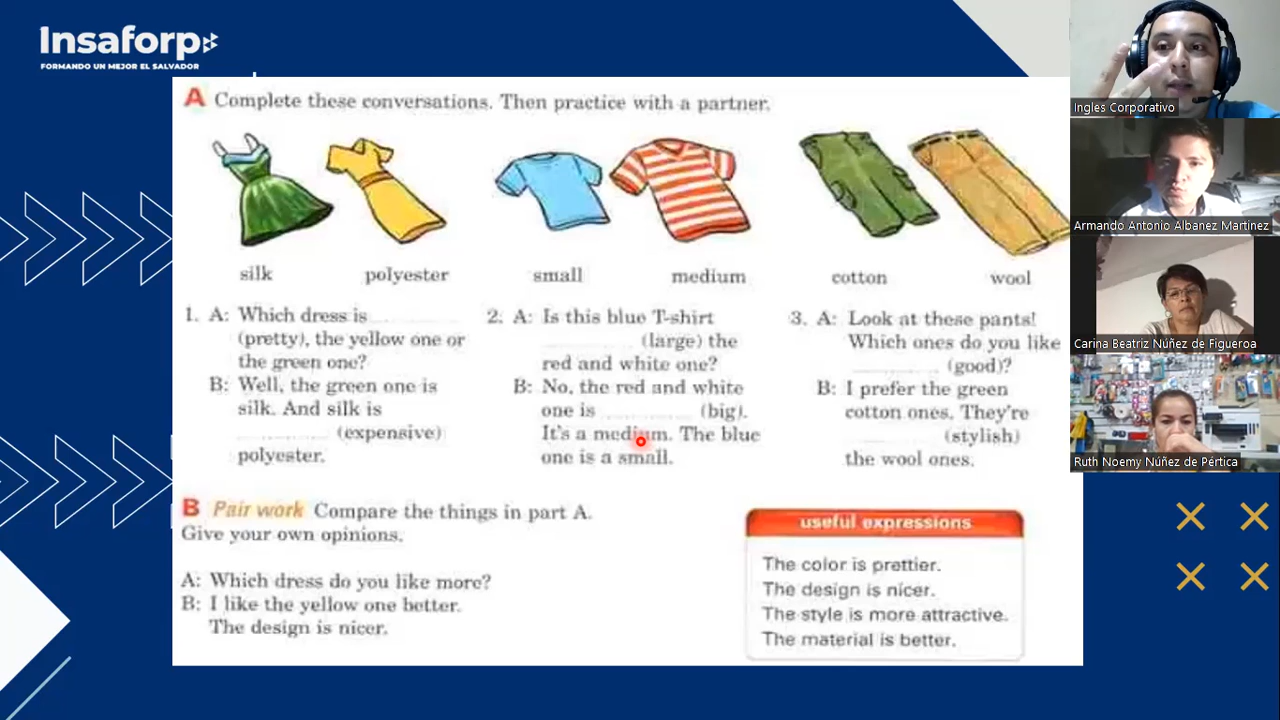 Insaforp
FORMANDO UN MEJOR EL SALVADOR
A Complete these conversations. Then practice with a partner.
silk polyester small medium cotton wool
1. A: Which dress is ............
(pretty), the yellow one or
the green one?
B: Well, the green one is
silk. And silk is
............ (expensive)
polyester.
2. A: Is this blue T-shirt
............ (large) the
red and white one?
B: No, the red and white
one is ............ (big).
It's a medium. The blue
one is a small.
3. A: Look at these pants!
Which ones do you like
............ (good)?
B: I prefer the green
cotton ones. They're
............ (stylish)
the wool ones.
B Pair work Compare the things in part A.
Give your own opinions.
A: Which dress do you like more?
B: I like the yellow one better.
The design is nicer.
useful expressions
The color is prettier.
The design is nicer.
The style is more attractive.
The material is better.
Ingles Corporativo
Armando Antonio Albanez Martinez
Carina Beatriz Núñez de Figueroa
Ruth Noemy Núñez de Pértica